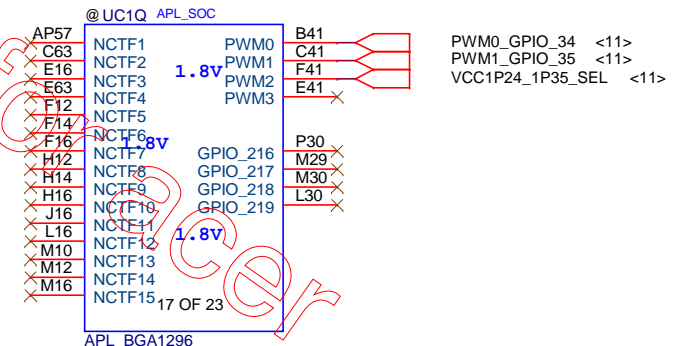 @ UC1Q APL_SOC
AP57 NCTF1 PWM0 B41 PWM0_GPIO_34 <11>
C63 NCTF2 PWM1 C41 PWM1_GPIO_35 <11>
E16 NCTF3 1.8V PWM2 F41 VCC1P24_1P35_SEL <11>
E63 NCTF4 PWM3 E41
F12 NCTF5
F14 NCTF6 1.8V
F16 NCTF7 GPIO_216 P30
H12 NCTF8 GPIO_217 M29
H14 NCTF9 GPIO_218 M30
H16 NCTF10 GPIO_219 L30
J16 NCTF11
L16 NCTF12 1.8V
M10 NCTF13
M12 NCTF14
M16 NCTF15 17 OF 23
APL_BGA1296
for acer